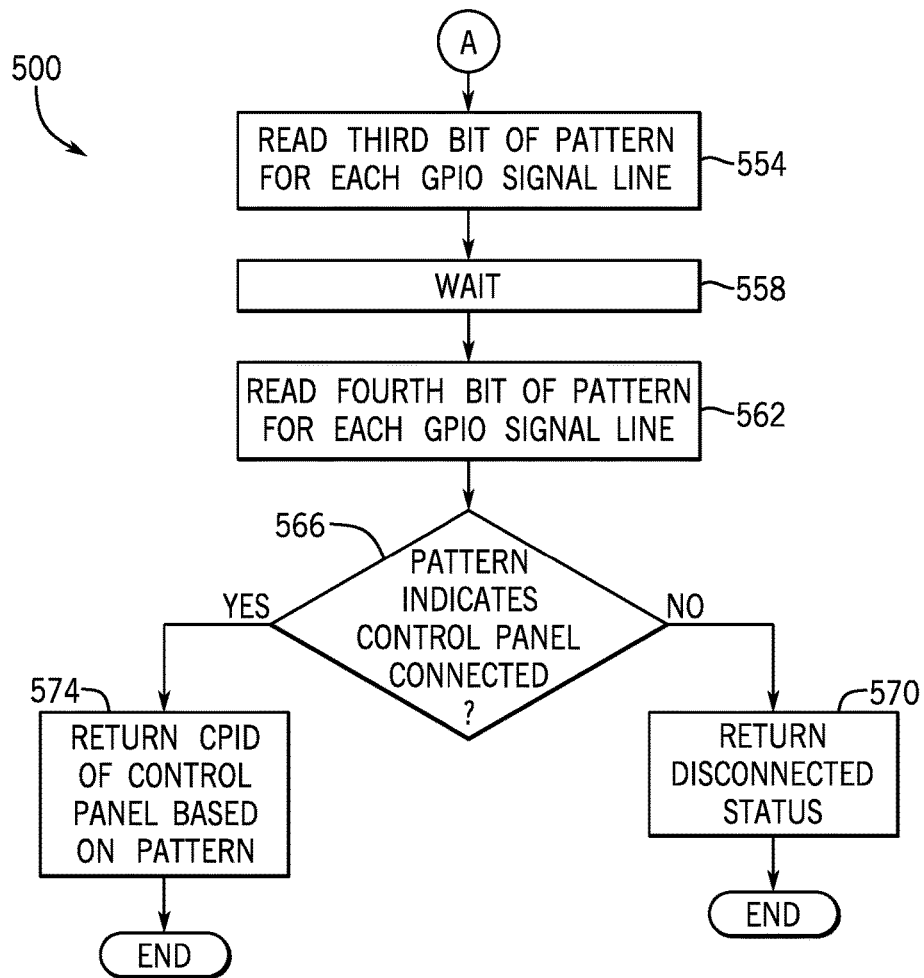 A
500
READ THIRD BIT OF PATTERN
FOR EACH GPIO SIGNAL LINE
554
WAIT
558
READ FOURTH BIT OF PATTERN
FOR EACH GPIO SIGNAL LINE
562
566
PATTERN
INDICATES
CONTROL PANEL
CONNECTED
?
YES
NO
574
RETURN CPID
OF CONTROL
PANEL BASED
ON PATTERN
570
RETURN
DISCONNECTED
STATUS
END
END